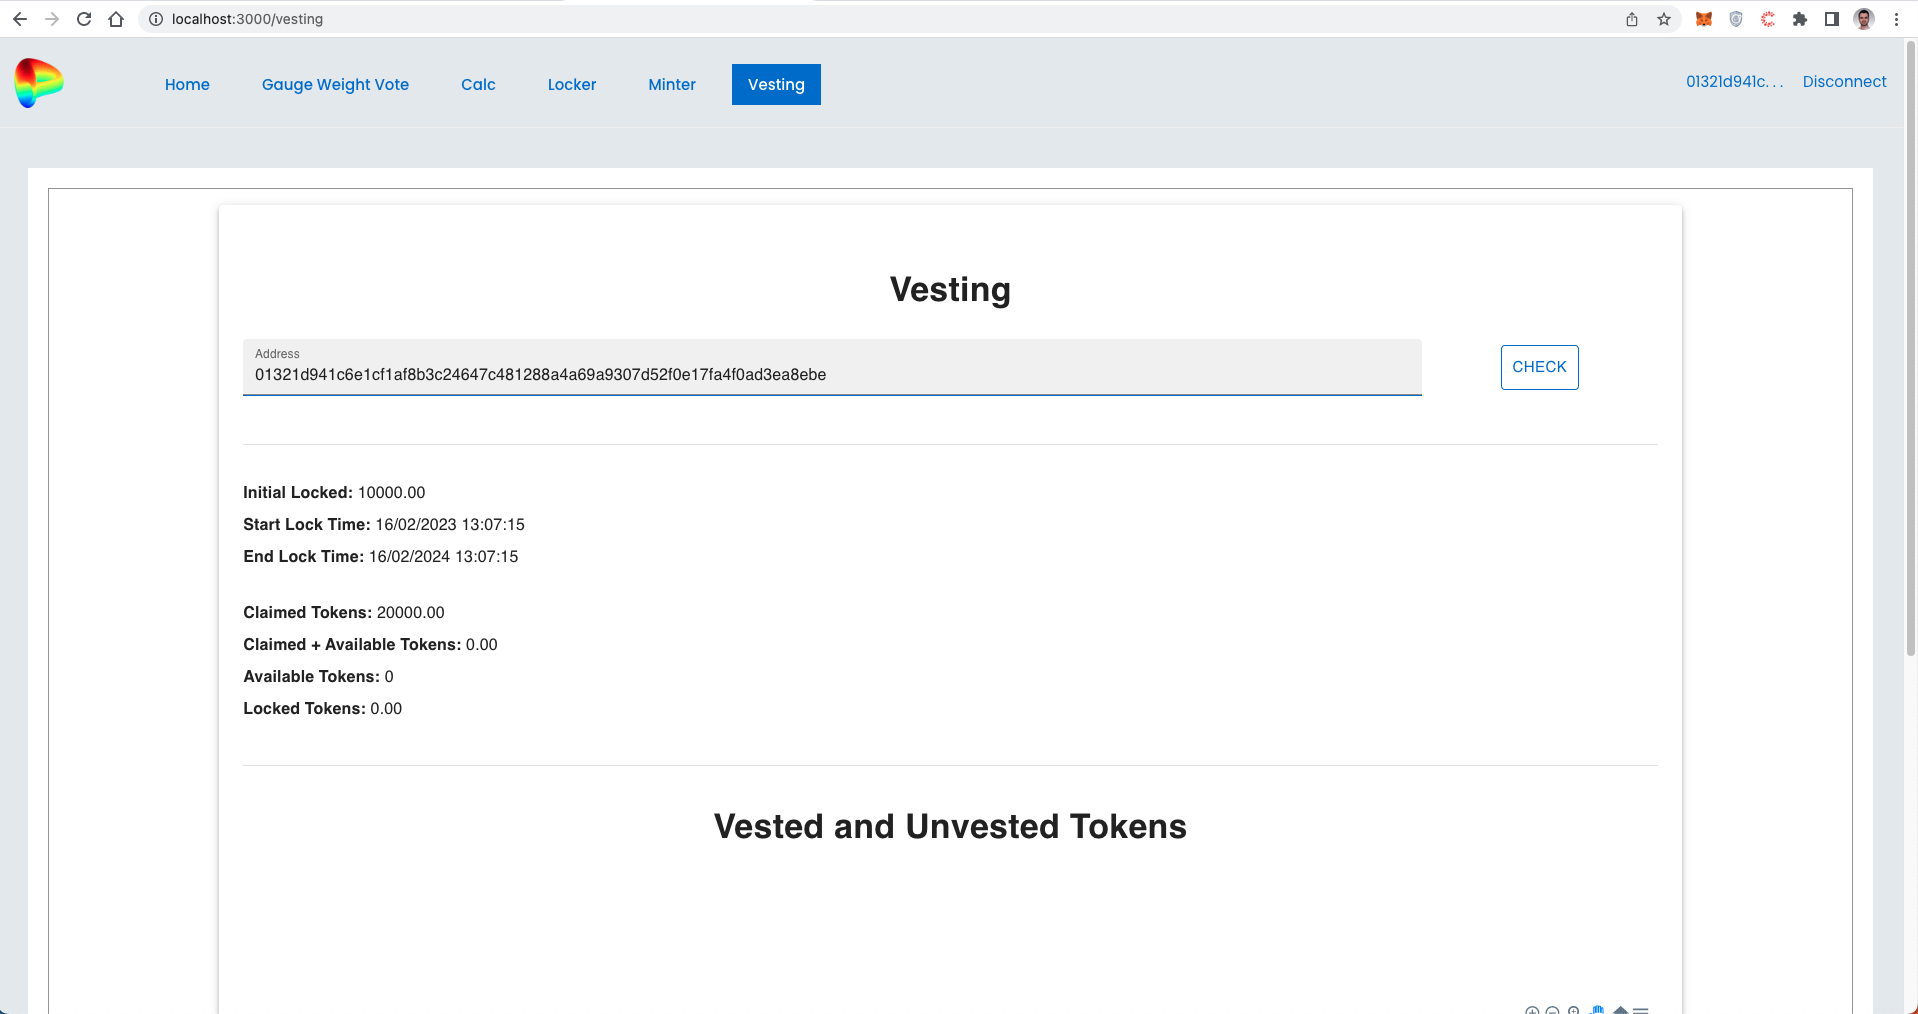 localhost:3000/vesting
Home Gauge Weight Vote Calc Locker Minter Vesting 01321d941c... Disconnect
Vesting
Address
01321d941c6e1cf1af8b3c24647c481288a4a69a9307d52f0e17fa4f0ad3ea8ebe
CHECK
Initial Locked: 10000.00
Start Lock Time: 16/02/2023 13:07:15
End Lock Time: 16/02/2024 13:07:15
Claimed Tokens: 20000.00
Claimed + Available Tokens: 0.00
Available Tokens: 0
Locked Tokens: 0.00
Vested and Unvested Tokens